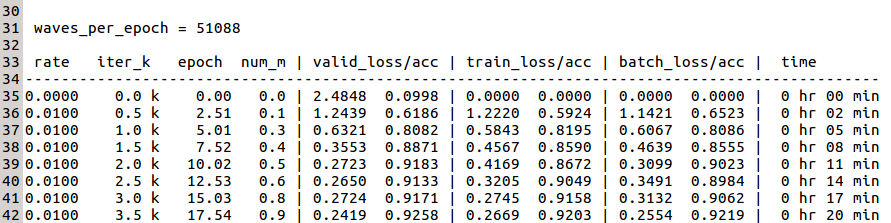 30
31 waves_per_epoch = 51088
32
33 rate iter_k epoch num_m | valid_loss/acc | train_loss/acc | batch_loss/acc | time
34 -------------------------------------------------------------------------------------
35 0.0000 0.0 k 0.00 0.0 | 2.4848 0.0998 | 0.0000 0.0000 | 0.0000 0.0000 | 0 hr 00 min
36 0.0100 0.5 k 2.51 0.1 | 1.2439 0.6186 | 1.2220 0.5924 | 1.1421 0.6523 | 0 hr 02 min
37 0.0100 1.0 k 5.01 0.3 | 0.6321 0.8082 | 0.5843 0.8195 | 0.6067 0.8086 | 0 hr 05 min
38 0.0100 1.5 k 7.52 0.4 | 0.3553 0.8871 | 0.4567 0.8590 | 0.4639 0.8555 | 0 hr 08 min
39 0.0100 2.0 k 10.02 0.5 | 0.2723 0.9183 | 0.4169 0.8672 | 0.3099 0.9023 | 0 hr 11 min
40 0.0100 2.5 k 12.53 0.6 | 0.2650 0.9133 | 0.3205 0.9049 | 0.3491 0.8984 | 0 hr 14 min
41 0.0100 3.0 k 15.03 0.8 | 0.2724 0.9171 | 0.2745 0.9158 | 0.3132 0.9062 | 0 hr 17 min
42 0.0100 3.5 k 17.54 0.9 | 0.2419 0.9258 | 0.2669 0.9203 | 0.2554 0.9219 | 0 hr 20 min